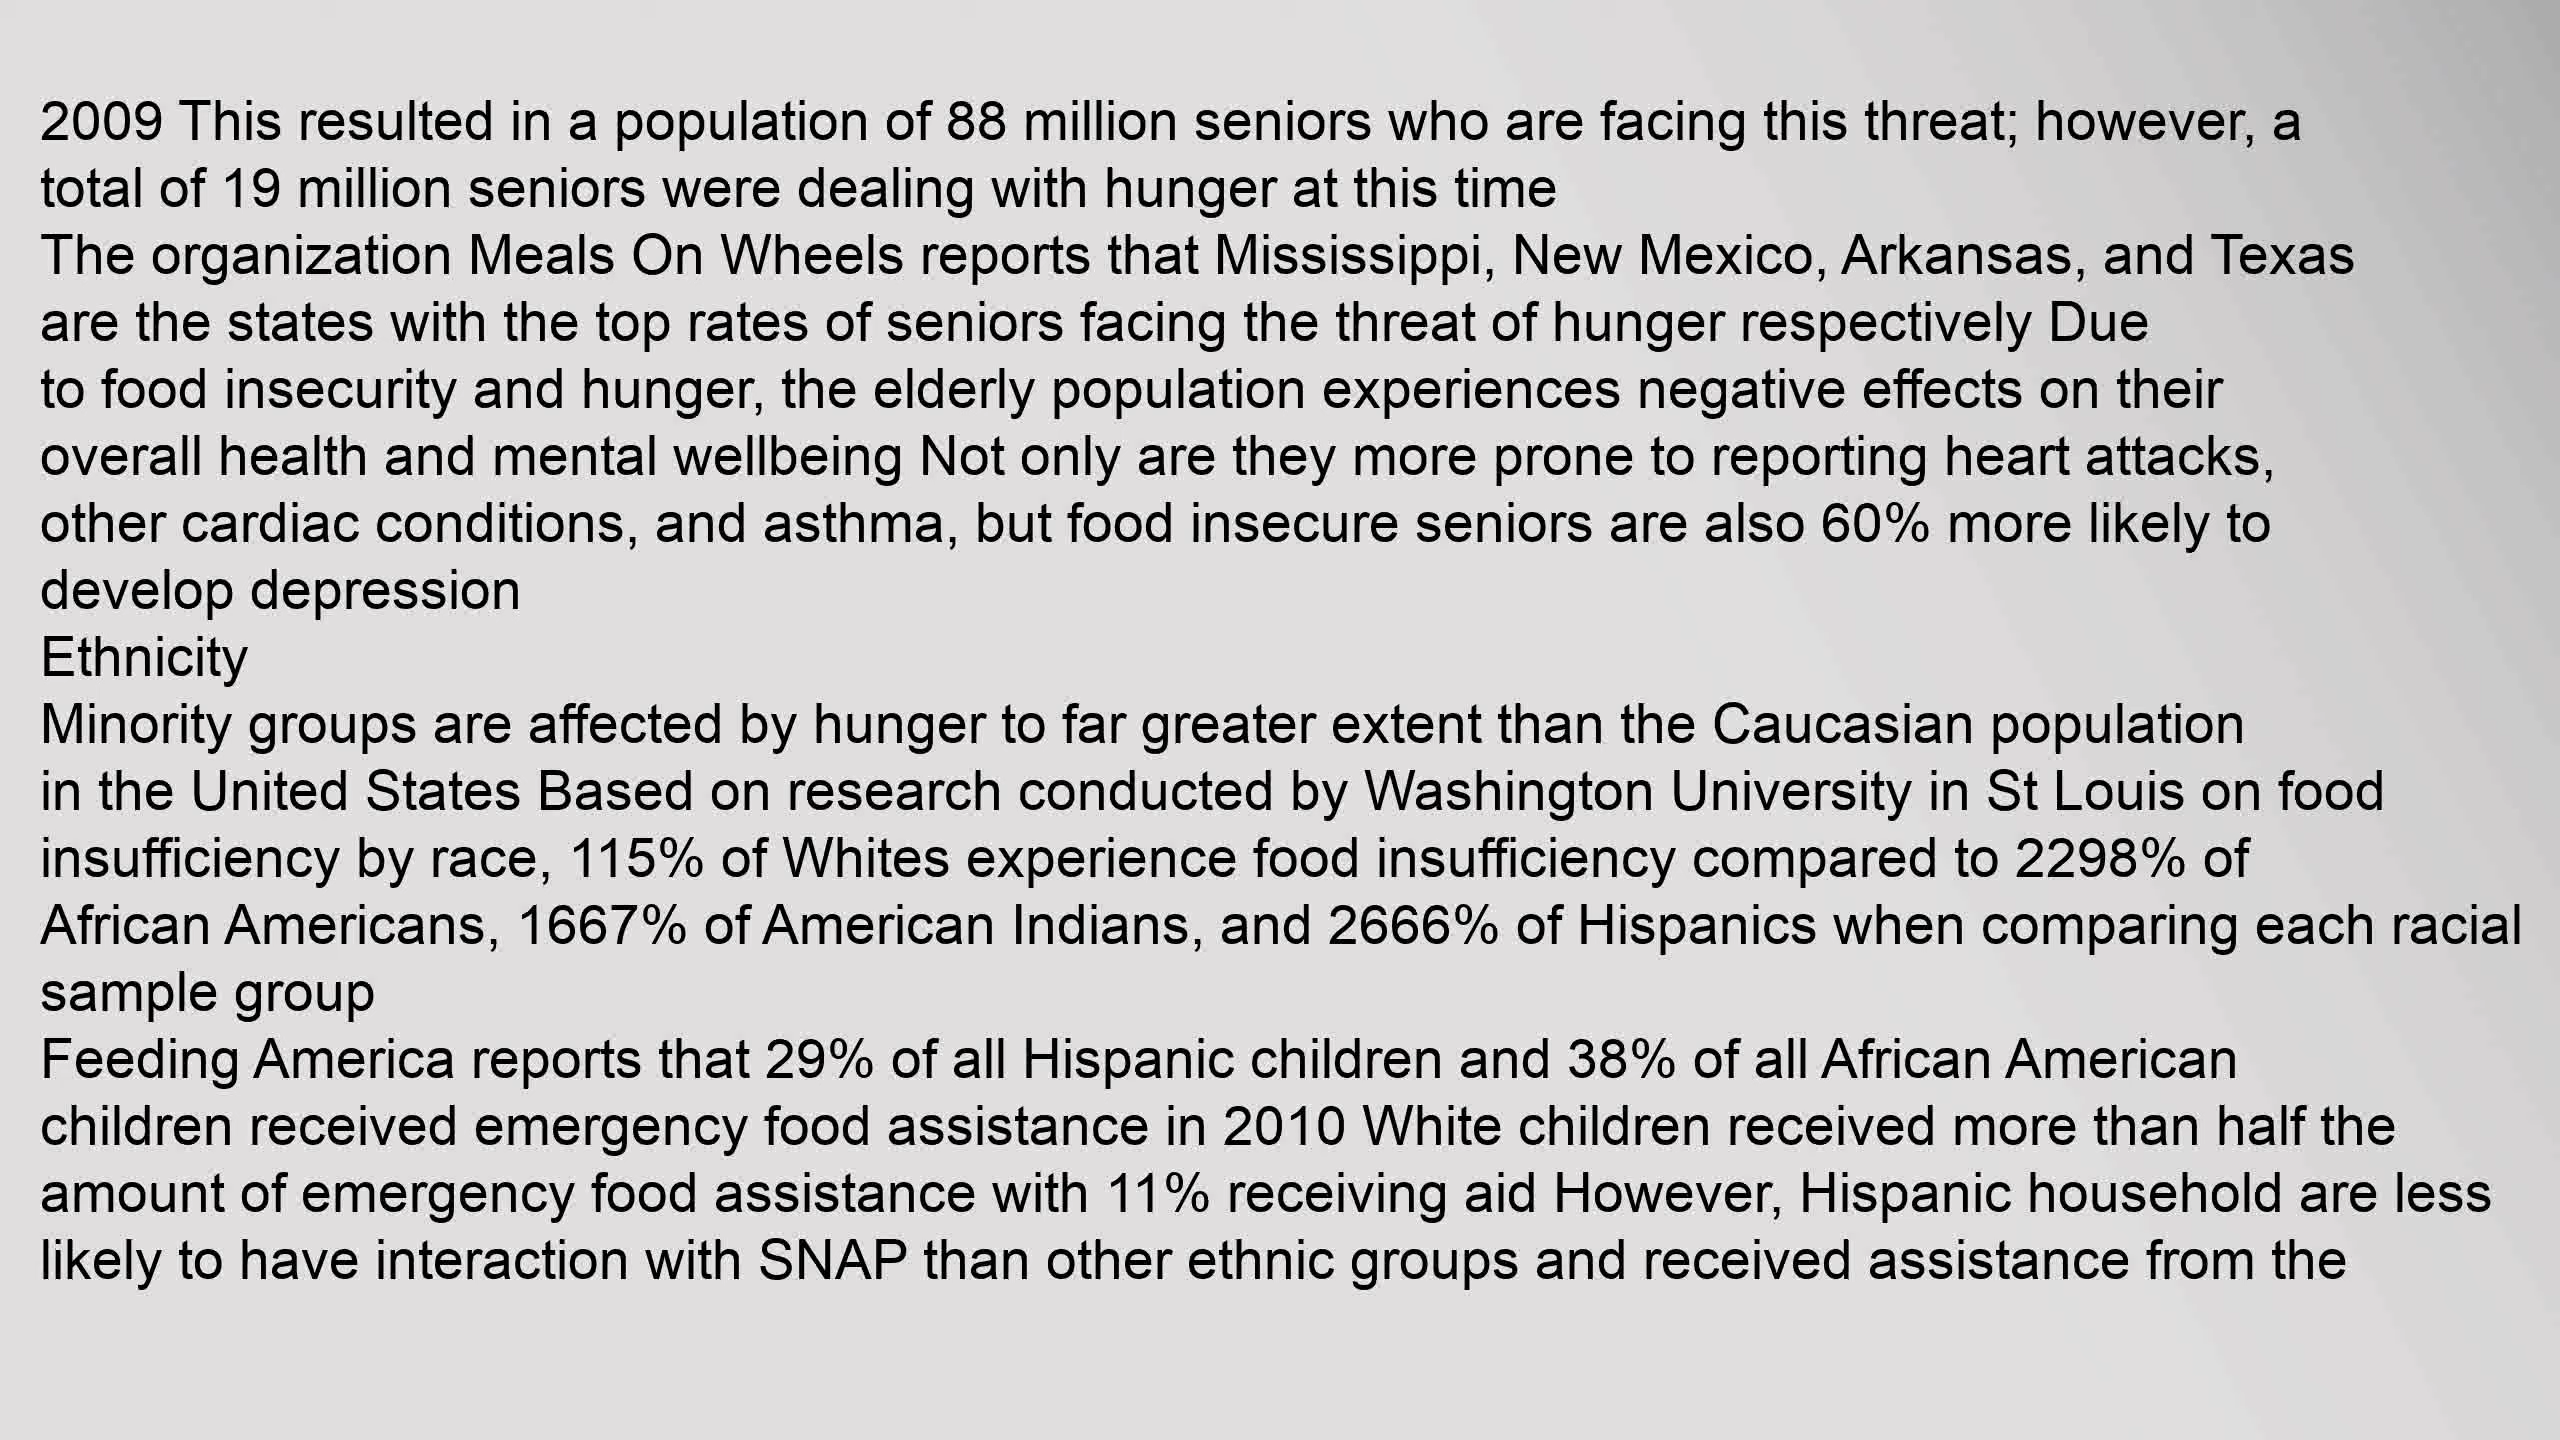 2009 This resulted in a population of 88 million seniors who are facing this threat; however, a
total of 19 million seniors were dealing with hunger at this time
The organization Meals On Wheels reports that Mississippi, New Mexico, Arkansas, and Texas
are the states with the top rates of seniors facing the threat of hunger respectively Due
to food insecurity and hunger, the elderly population experiences negative effects on their
overall health and mental wellbeing Not only are they more prone to reporting heart attacks,
other cardiac conditions, and asthma, but food insecure seniors are also 60% more likely to
develop depression
Ethnicity
Minority groups are affected by hunger to far greater extent than the Caucasian population
in the United States Based on research conducted by Washington University in St Louis on food
insufficiency by race, 115% of Whites experience food insufficiency compared to 2298% of
African Americans, 1667% of American Indians, and 2666% of Hispanics when comparing each racial
sample group
Feeding America reports that 29% of all Hispanic children and 38% of all African American
children received emergency food assistance in 2010 White children received more than half the
amount of emergency food assistance with 11% receiving aid However, Hispanic household are less
likely to have interaction with SNAP than other ethnic groups and received assistance from the